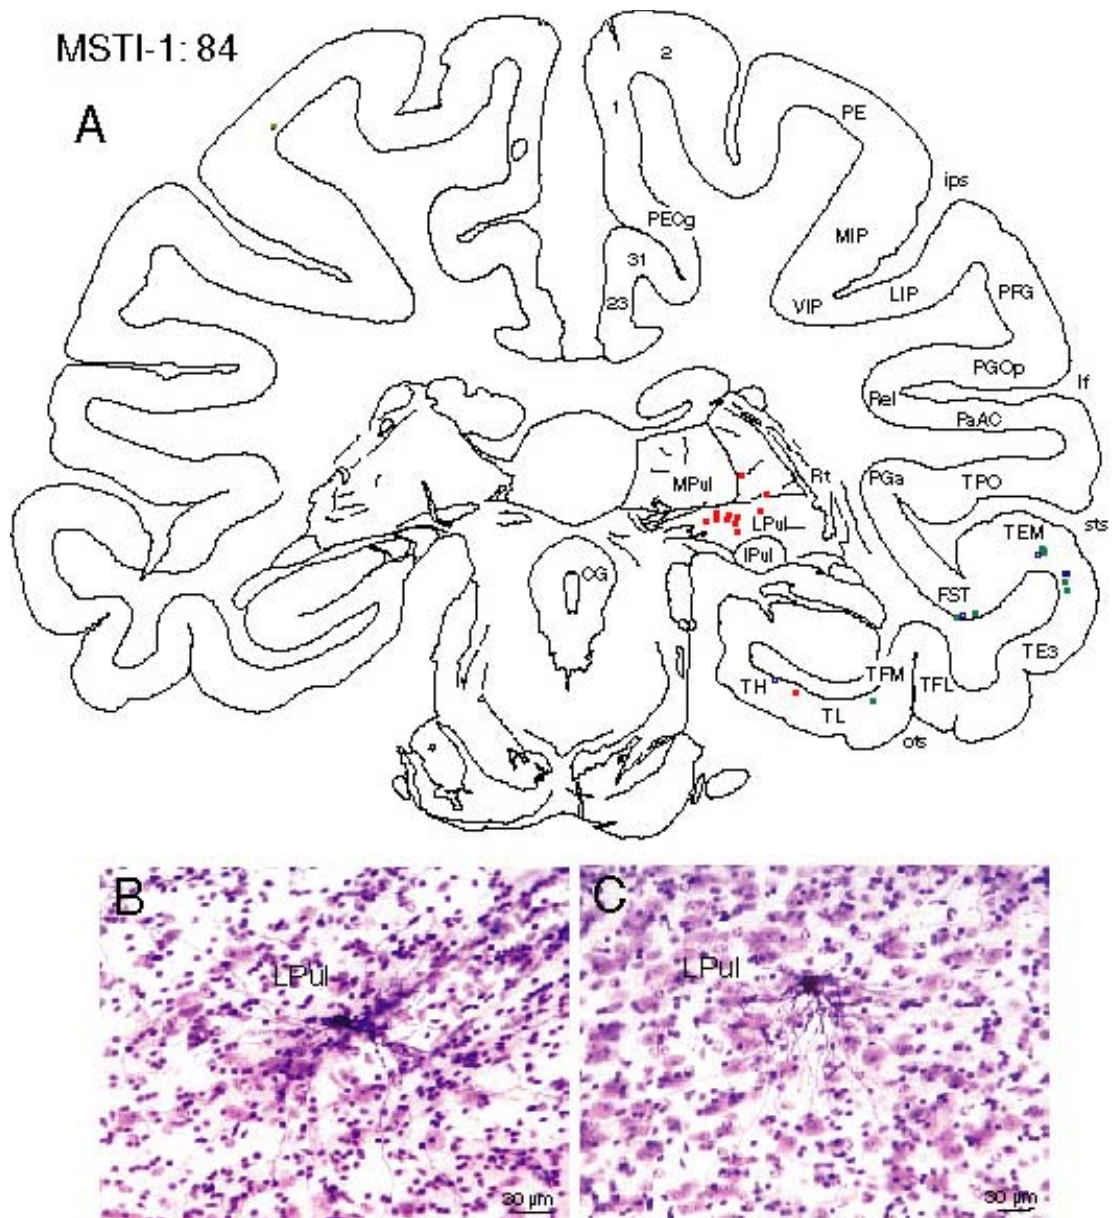 MSTI-1: 84
A
2
1
PE
ips
PECg
MIP
31
LIP
PFG
VIP
23
PGOp
lf
ReI
PaAC
MPul
Rt
PGa
TPO
LPul
sts
TEM
IPul
CG
FST
TE3
TFM
TH
TFL
TL
ots
B
C
LPul
LPul
30 µm
30 µm